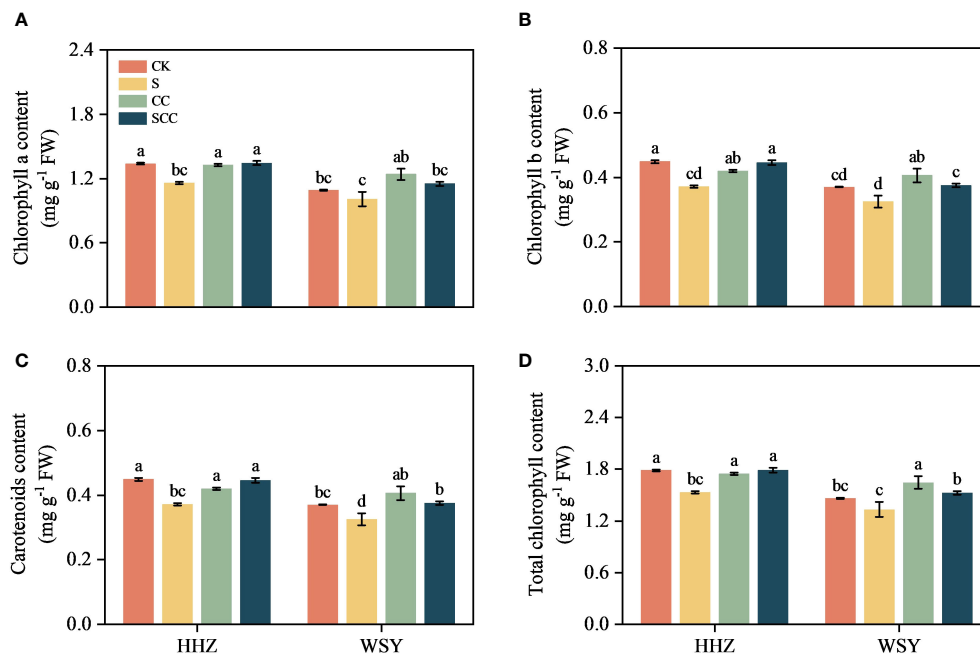 A
Chlorophyll a content
(mg g⁻¹ FW)
2.4
1.8
1.2
0.6
0.0
CK
S
CC
SCC
a bc a a bc c ab bc
B
Chlorophyll b content
(mg g⁻¹ FW)
0.8
0.6
0.4
0.2
0.0
a cd ab a cd d ab c
C
Carotenoids content
(mg g⁻¹ FW)
0.8
0.6
0.4
0.2
0.0
a bc a a bc d ab b
HHZ WSY
D
Total chlorophyll content
(mg g⁻¹ FW)
3.0
2.4
1.8
1.2
0.6
0.0
a bc a a bc c a b
HHZ WSY